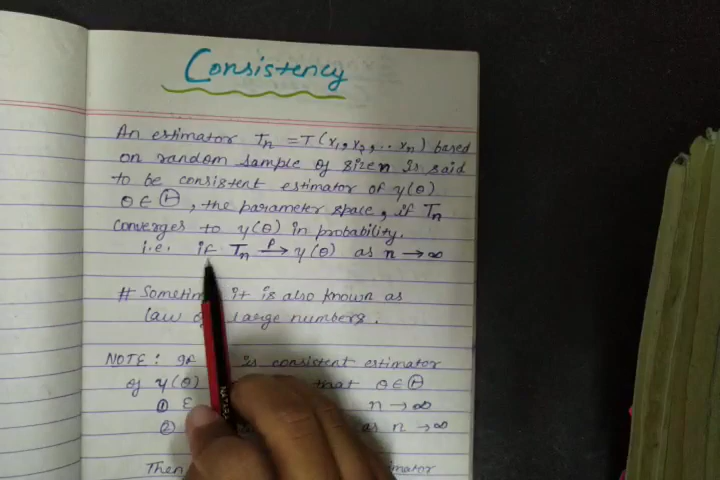 Consistency
An estimator Tn = T(x1, x2, .. xn) based
on random sample of size n is said
to be consistent estimator of γ(θ)
θ ∈ Ⓗ, the parameter space, if Tn
converges to γ(θ) in probability.
i.e. if Tn →p γ(θ) as n → ∞
# Sometim it is also known as
law of large numbers.
NOTE: If is consistent estimator
of γ(θ) that θ ∈ Ⓗ
① E n → ∞
② as n → ∞
Then